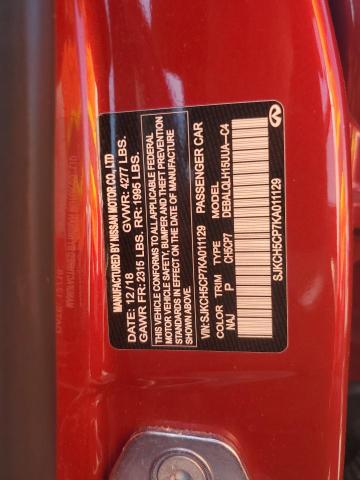 MANUFACTURED BY NISSAN MOTOR CO., LTD
DATE: 12/18 GVWR: 4277 LBS.
GAWR FR: 2315 LBS. RR: 1995 LBS.
THIS VEHICLE CONFORMS TO ALL APPLICABLE FEDERAL
MOTOR VEHICLE SAFETY, BUMPER AND THEFT PREVENTION
STANDARDS IN EFFECT ON THE DATE OF MANUFACTURE
SHOWN ABOVE.
VIN: SJKCH5CP7KA011129 PASSENGER CAR
COLOR TRIM TYPE MODEL
NAJ P CH5CP7 DEBALQLH15UUA-C4
SJKCH5CP7KA011129